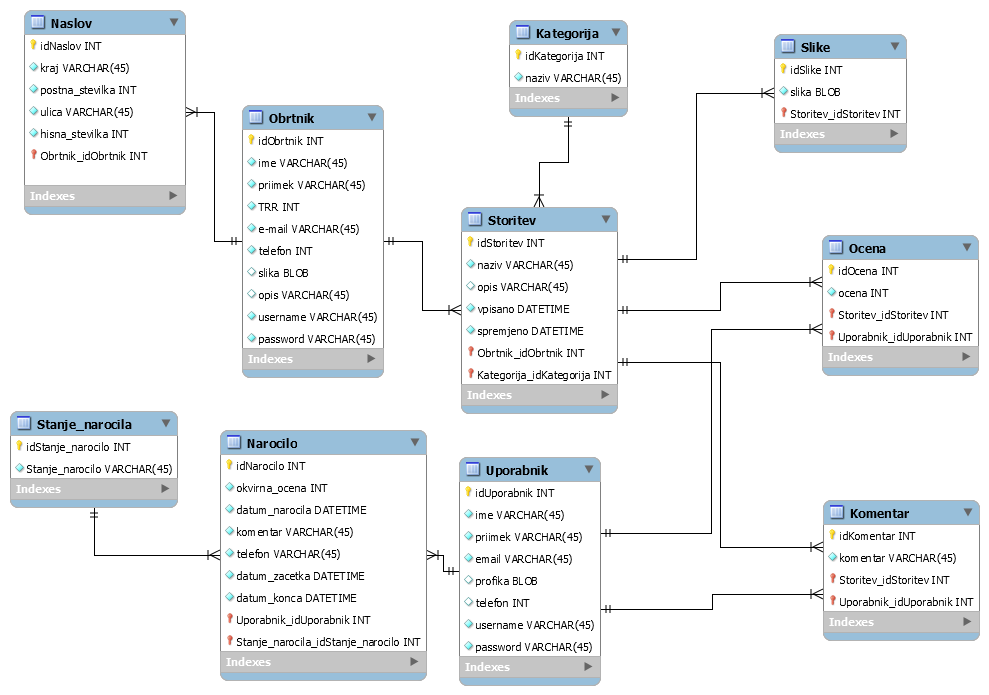 Naslov
idNaslov INT
kraj VARCHAR(45)
postna_stevilka INT
ulica VARCHAR(45)
hisna_stevilka INT
Obrtnik_idObrtnik INT
Indexes
Obrtnik
idObrtnik INT
ime VARCHAR(45)
priimek VARCHAR(45)
TRR INT
e-mail VARCHAR(45)
telefon INT
slika BLOB
opis VARCHAR(45)
username VARCHAR(45)
password VARCHAR(45)
Indexes
Kategorija
idKategorija INT
naziv VARCHAR(45)
Indexes
Slike
idSlike INT
slika BLOB
Storitev_idStoritev INT
Indexes
Storitev
idStoritev INT
naziv VARCHAR(45)
opis VARCHAR(45)
vpisano DATETIME
spremjeno DATETIME
Obrtnik_idObrtnik INT
Kategorija_idKategorija INT
Indexes
Ocena
idOcena INT
ocena INT
Storitev_idStoritev INT
Uporabnik_idUporabnik INT
Indexes
Stanje_narocila
idStanje_narocilo INT
Stanje_narocilo VARCHAR(45)
Indexes
Narocilo
idNarocilo INT
okvirna_ocena INT
datum_narocila DATETIME
komentar VARCHAR(45)
telefon VARCHAR(45)
datum_zacetka DATETIME
datum_konca DATETIME
Uporabnik_idUporabnik INT
Stanje_narocila_idStanje_narocilo INT
Indexes
Uporabnik
idUporabnik INT
ime VARCHAR(45)
priimek VARCHAR(45)
email VARCHAR(45)
profika BLOB
telefon INT
username VARCHAR(45)
password VARCHAR(45)
Indexes
Komentar
idKomentar INT
komentar VARCHAR(45)
Storitev_idStoritev INT
Uporabnik_idUporabnik INT
Indexes